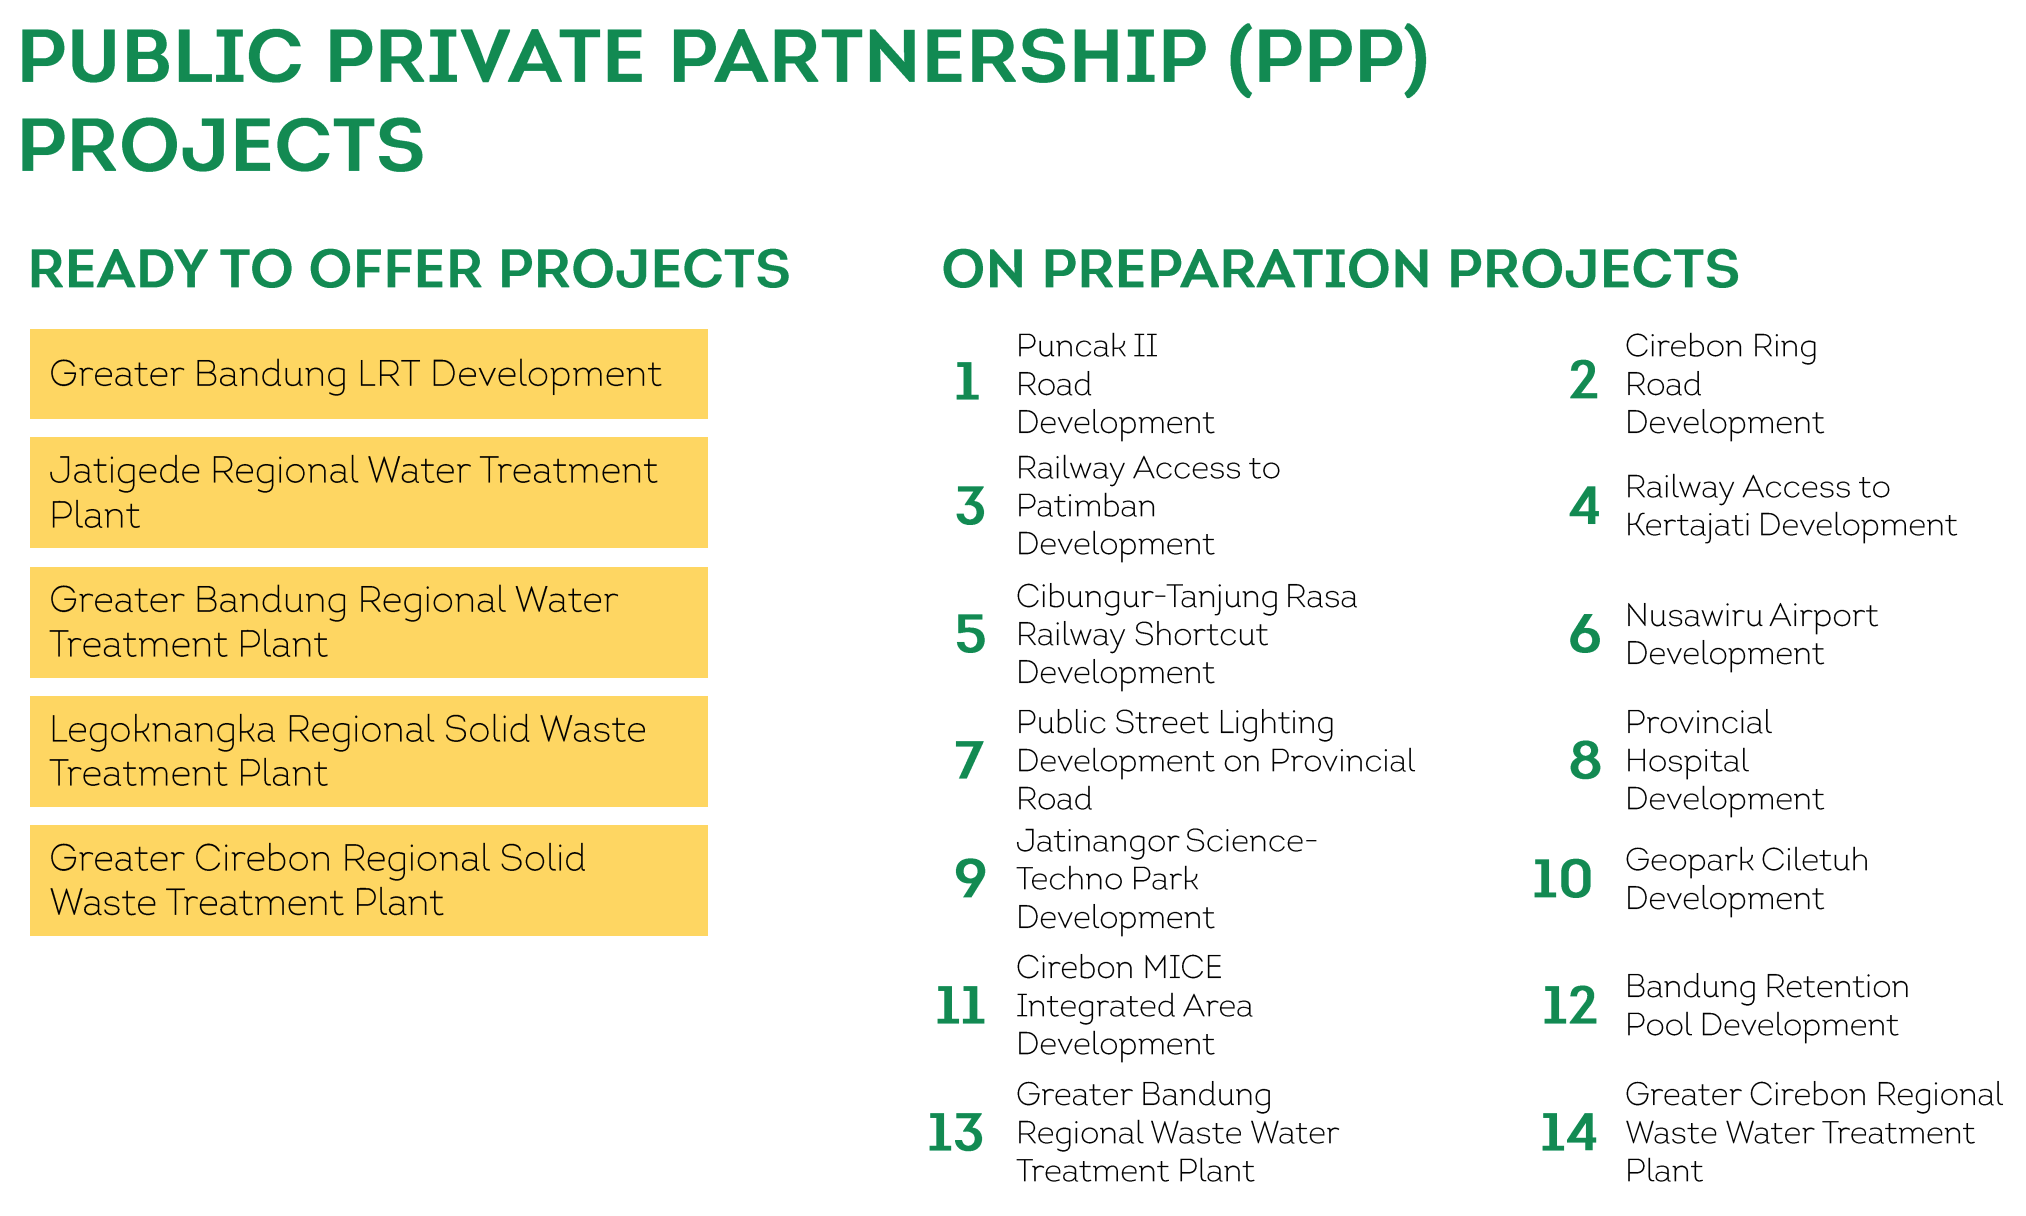 PUBLIC PRIVATE PARTNERSHIP (PPP)
PROJECTS
READY TO OFFER PROJECTS
Greater Bandung LRT Development
Jatigede Regional Water Treatment
Plant
Greater Bandung Regional Water
Treatment Plant
Legoknangka Regional Solid Waste
Treatment Plant
Greater Cirebon Regional Solid
Waste Treatment Plant
ON PREPARATION PROJECTS
1
Puncak II
Road
Development
2
Cirebon Ring
Road
Development
3
Railway Access to
Patimban
Development
4
Railway Access to
Kertajati Development
5
Cibungur-Tanjung Rasa
Railway Shortcut
Development
6
Nusawiru Airport
Development
7
Public Street Lighting
Development on Provincial
Road
8
Provincial
Hospital
Development
9
Jatinangor Science-
Techno Park
Development
10
Geopark Ciletuh
Development
11
Cirebon MICE
Integrated Area
Development
12
Bandung Retention
Pool Development
13
Greater Bandung
Regional Waste Water
Treatment Plant
14
Greater Cirebon Regional
Waste Water Treatment
Plant